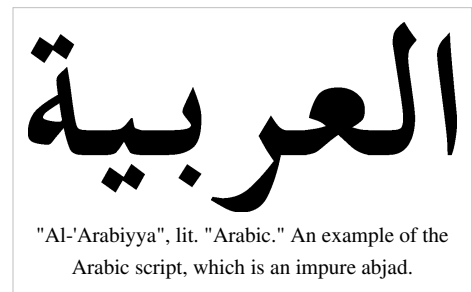 العربية
"Al-'Arabiyya", lit. "Arabic." An example of the
Arabic script, which is an impure abjad.